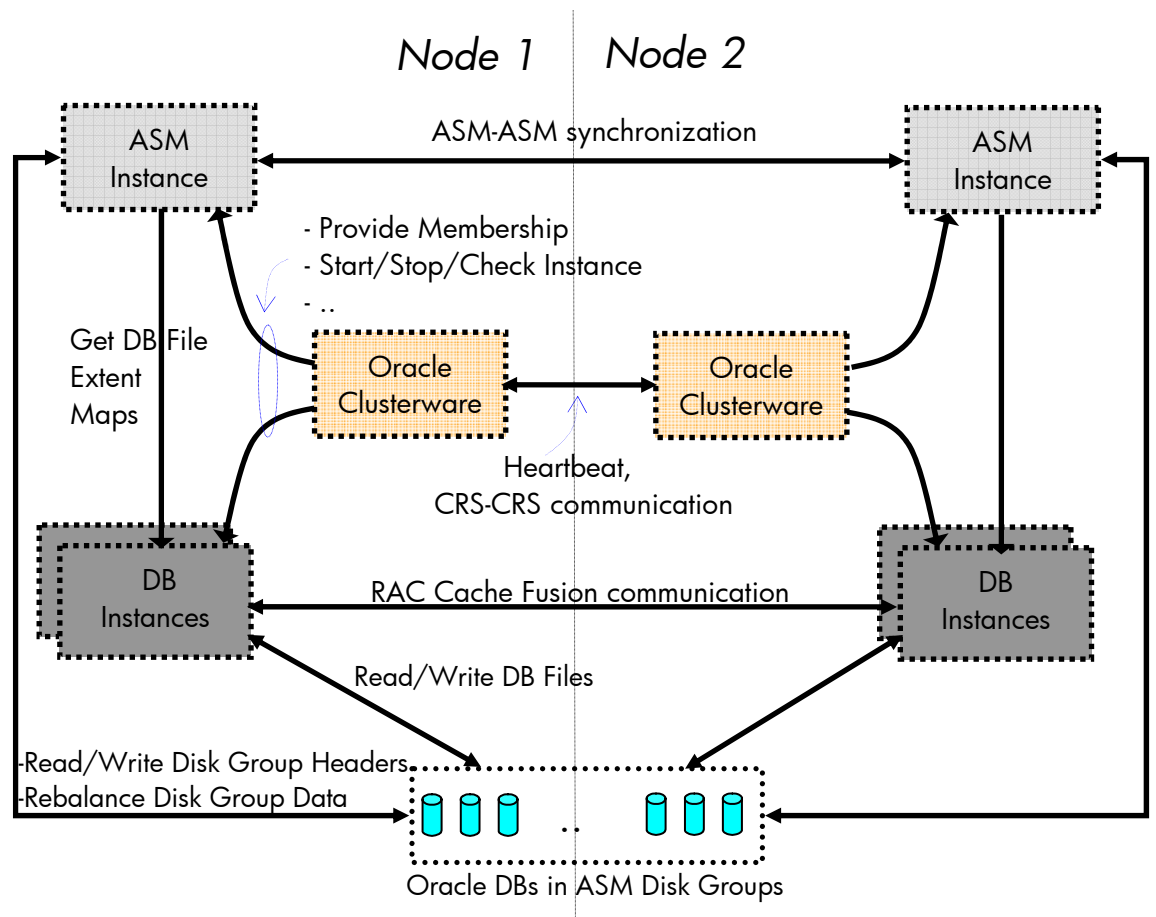 Node 1
Node 2
ASM
Instance
ASM-ASM synchronization
ASM
Instance
- Provide Membership
- Start/Stop/Check Instance
- ..
Get DB File
Extent
Maps
Oracle
Clusterware
Oracle
Clusterware
Heartbeat,
CRS-CRS communication
DB
Instances
RAC Cache Fusion communication
DB
Instances
Read/Write DB Files
-Read/Write Disk Group Headers
-Rebalance Disk Group Data
..
Oracle DBs in ASM Disk Groups